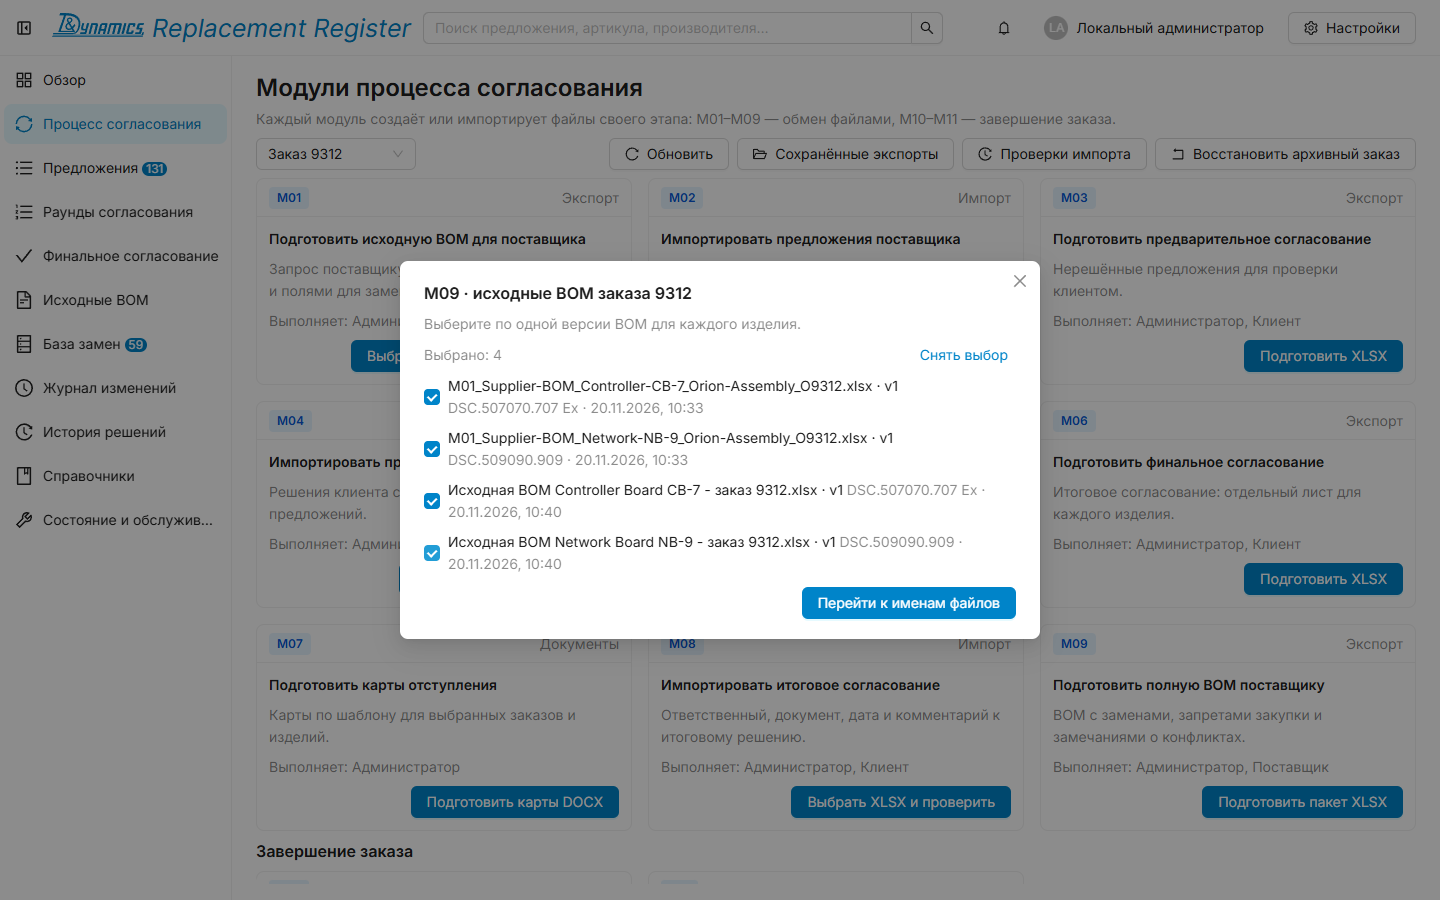 Dynamics Replacement Register
Поиск предложения, артикула, производителя...
LA Локальный администратор
Настройки
Обзор
Процесс согласования
Предложения 131
Раунды согласования
Финальное согласование
Исходные BOM
База замен 59
Журнал изменений
История решений
Справочники
Состояние и обслужив...
Модули процесса согласования
Каждый модуль создаёт или импортирует файлы своего этапа: M01–M09 — обмен файлами, M10–M11 — завершение заказа.
Заказ 9312
Обновить
Сохранённые экспорты
Проверки импорта
Восстановить архивный заказ
M01 Экспорт
Подготовить исходную BOM для поставщика
Запрос поставщику
и полями для заме
Выполняет: Админи
Выбр
M02 Импорт
Импортировать предложения поставщика
M03 Экспорт
Подготовить предварительное согласование
Нерешённые предложения для проверки
клиентом.
Выполняет: Администратор, Клиент
Подготовить XLSX
M09 · исходные BOM заказа 9312
Выберите по одной версии BOM для каждого изделия.
Выбрано: 4
Снять выбор
M01_Supplier-BOM_Controller-CB-7_Orion-Assembly_O9312.xlsx · v1
DSC.507070.707 Ex · 20.11.2026, 10:33
M01_Supplier-BOM_Network-NB-9_Orion-Assembly_O9312.xlsx · v1
DSC.509090.909 · 20.11.2026, 10:33
Исходная BOM Controller Board CB-7 - заказ 9312.xlsx · v1 DSC.507070.707 Ex ·
20.11.2026, 10:40
Исходная BOM Network Board NB-9 - заказ 9312.xlsx · v1 DSC.509090.909 ·
20.11.2026, 10:40
Перейти к именам файлов
M04
Импортировать пр
Решения клиента с
предложений.
Выполняет: Админи
M06 Экспорт
Подготовить финальное согласование
Итоговое согласование: отдельный лист для
каждого изделия.
Выполняет: Администратор, Клиент
Подготовить XLSX
M07 Документы
Подготовить карты отступления
Карты по шаблону для выбранных заказов и
изделий.
Выполняет: Администратор
Подготовить карты DOCX
M08 Импорт
Импортировать итоговое согласование
Ответственный, документ, дата и комментарий к
итоговому решению.
Выполняет: Администратор, Клиент
Выбрать XLSX и проверить
M09 Экспорт
Подготовить полную BOM поставщику
BOM с заменами, запретами закупки и
замечаниями о конфликтах.
Выполняет: Администратор, Поставщик
Подготовить пакет XLSX
Завершение заказа